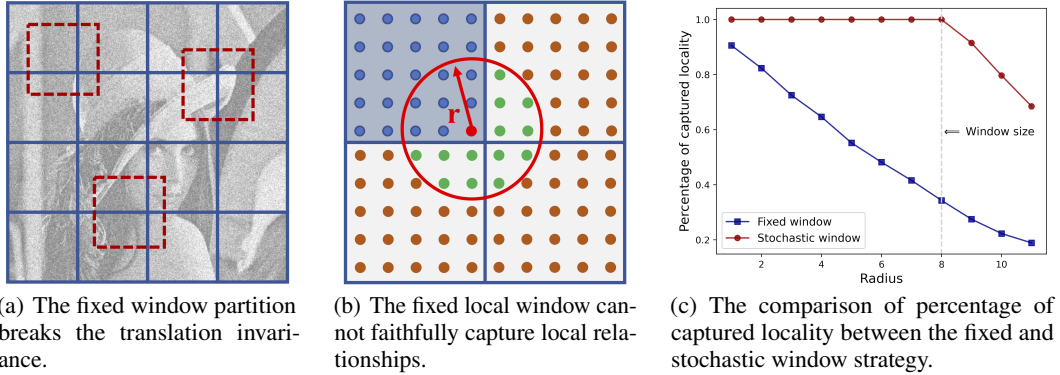 r
1.0
0.8
0.6
0.4
0.2
Percentage of captured locality
⟸ Window size
Fixed window
Stochastic window
2 4 6 8 10
Radius
(a) The fixed window partition
breaks the translation invari-
ance.
(b) The fixed local window can-
not faithfully capture local rela-
tionships.
(c) The comparison of percentage of
captured locality between the fixed and
stochastic window strategy.